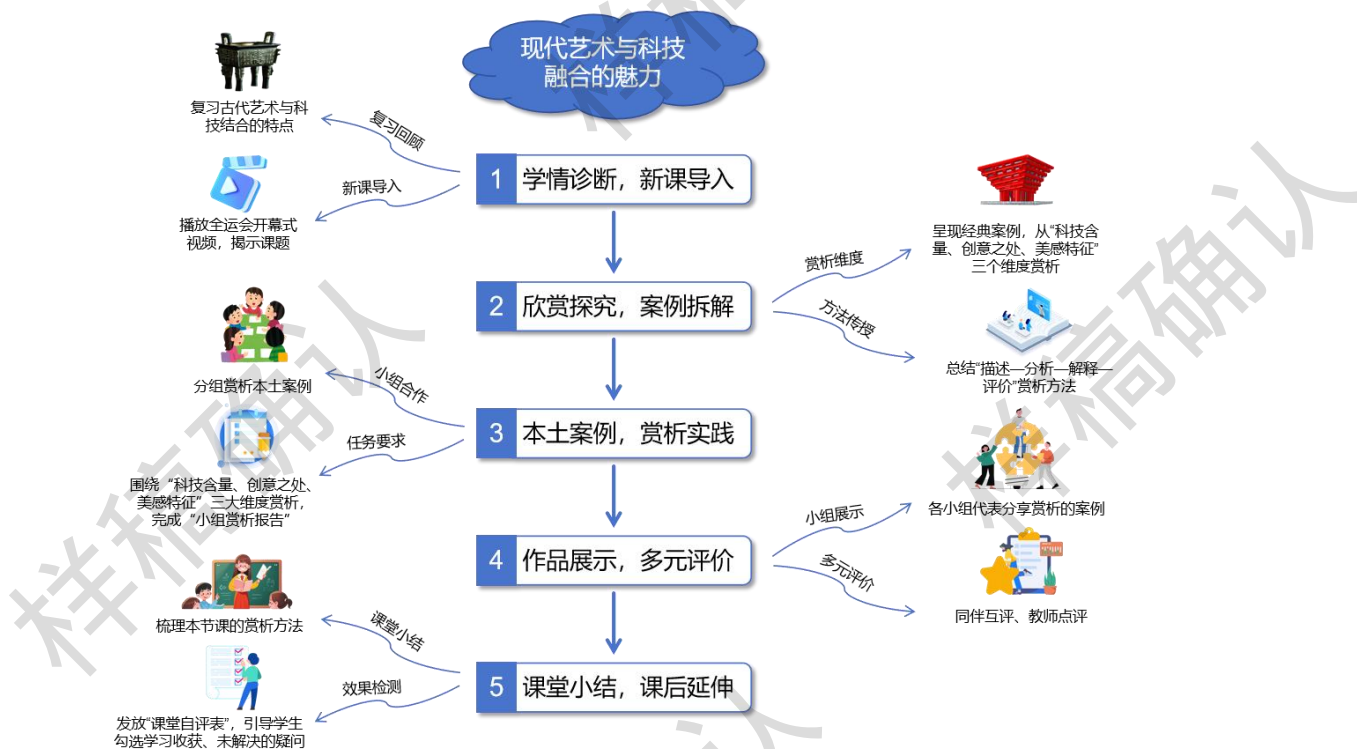 现代艺术与科技
融合的魅力
复习古代艺术与科
技结合的特点
复习回顾
1 学情诊断，新课导入
新课导入
播放全运会开幕式
视频，揭示课题
2 欣赏探究，案例拆解
赏析维度
呈现经典案例，从“科技含
量、创意之处、美感特征”
三个维度赏析
方法传授
总结“描述—分析—解释—
评价”赏析方法
分组赏析本土案例
小组合作
3 本土案例，赏析实践
任务要求
围绕“科技含量、创意之处、
美感特征”三大维度赏析，
完成“小组赏析报告”
4 作品展示，多元评价
小组展示
各小组代表分享赏析的案例
多元评价
同伴互评、教师点评
梳理本节课的赏析方法
课堂小结
5 课堂小结，课后延伸
效果检测
发放“课堂自评表”，引导学生
勾选学习收获、未解决的疑问
样稿确认
样稿确认